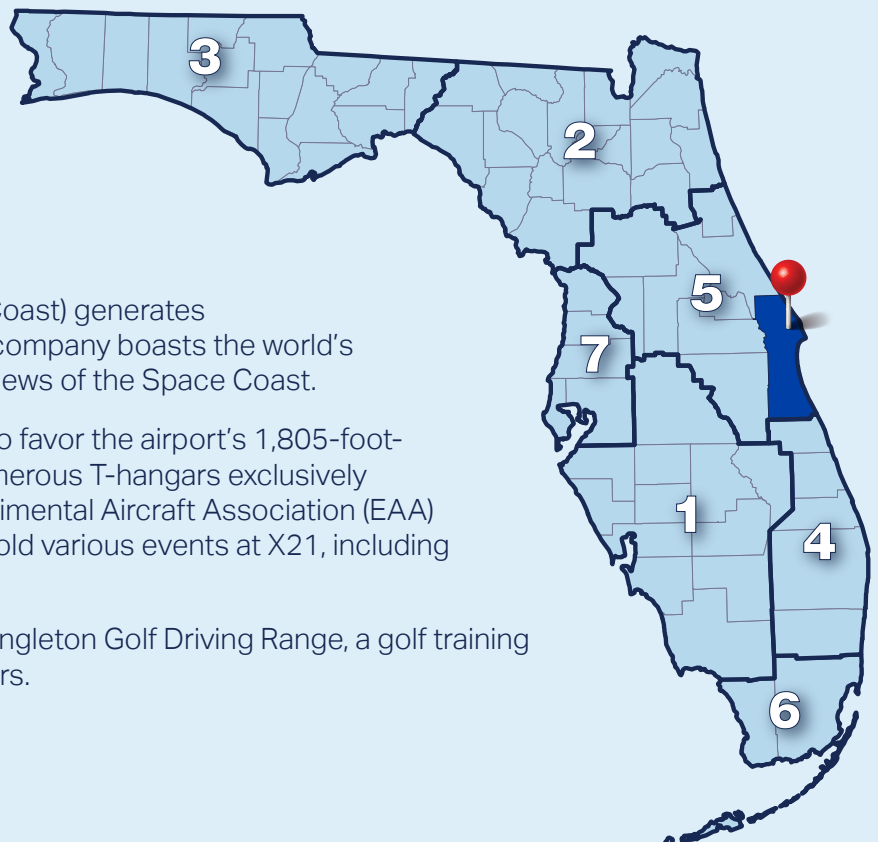 3
2
5
oast) generates
company boasts the world's
ews of the Space Coast.
7
o favor the airport's 1,805-foot-
merous T-hangars exclusively
imental Aircraft Association (EAA)
old various events at X21, including
1
4
ngleton Golf Driving Range, a golf training
rs.
6